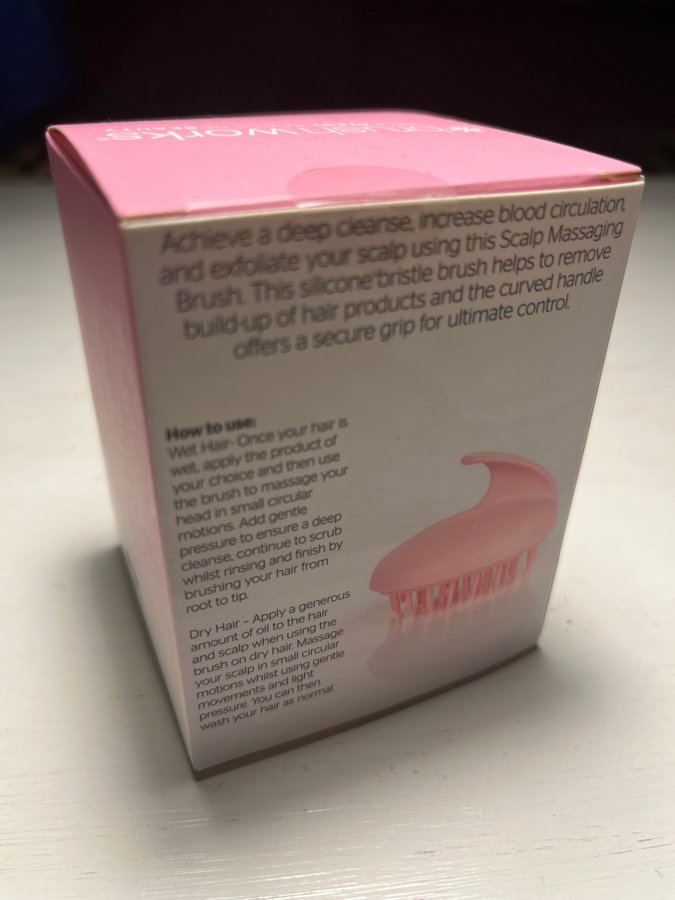 brushworks
Achieve a deep cleanse, increase blood circulation,
and exfoliate your scalp using this Scalp Massaging
Brush. This silicone bristle brush helps to remove
build-up of hair products and the curved handle
offers a secure grip for ultimate control.
How to use:
Wet Hair- Once your hair is
wet, apply the product of
your choice and then use
the brush to massage your
head in small circular
motions. Add gentle
pressure to ensure a deep
cleanse, continue to scrub
whilst rinsing and finish by
brushing your hair from
root to tip.
Dry Hair – Apply a generous
amount of oil to the hair
and scalp when using the
brush on dry hair. Massage
your scalp in small circular
motions whilst using gentle
movements and light
pressure. You can then
wash your hair as normal.